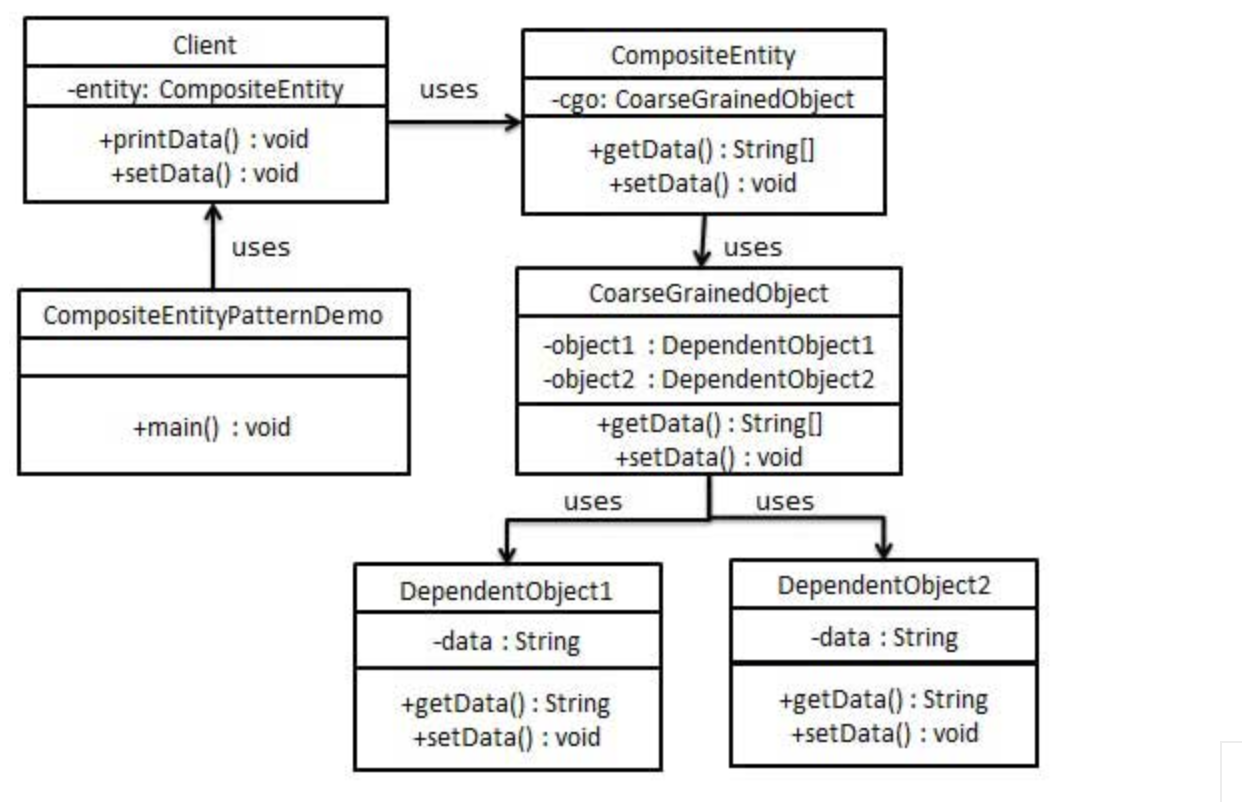 Client
-entity: CompositeEntity
+printData() : void
+setData() : void
uses
CompositeEntity
-cgo: CoarseGrainedObject
+getData() : String[]
+setData() : void
uses
uses
CompositeEntityPatternDemo
+main() : void
CoarseGrainedObject
-object1 : DependentObject1
-object2 : DependentObject2
+getData() : String[]
+setData() : void
uses
uses
DependentObject1
-data : String
+getData() : String
+setData() : void
DependentObject2
-data : String
+getData() : String
+setData() : void